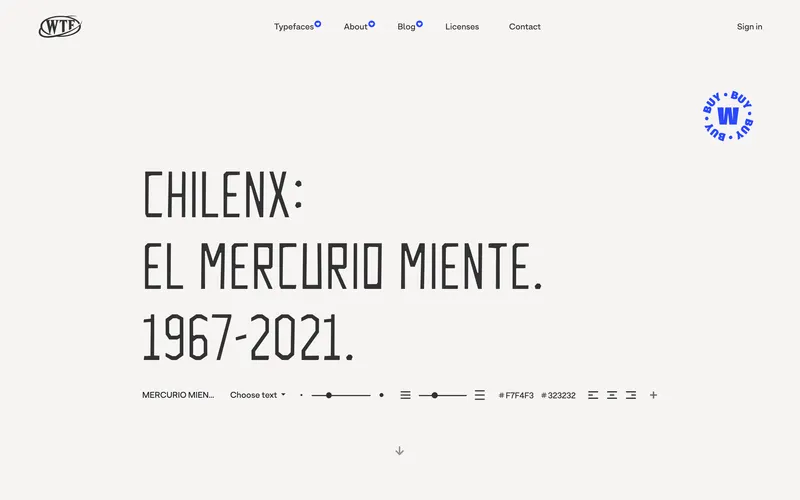 WTF
Typefaces
About
Blog
Licenses
Contact
Sign in
BUY • BUY • BUY • BUY •
W
CHILENX:
EL MERCURIO MIENTE.
1967-2021.
MERCURIO MIEN...
Choose text
# F7F4F3
# 323232